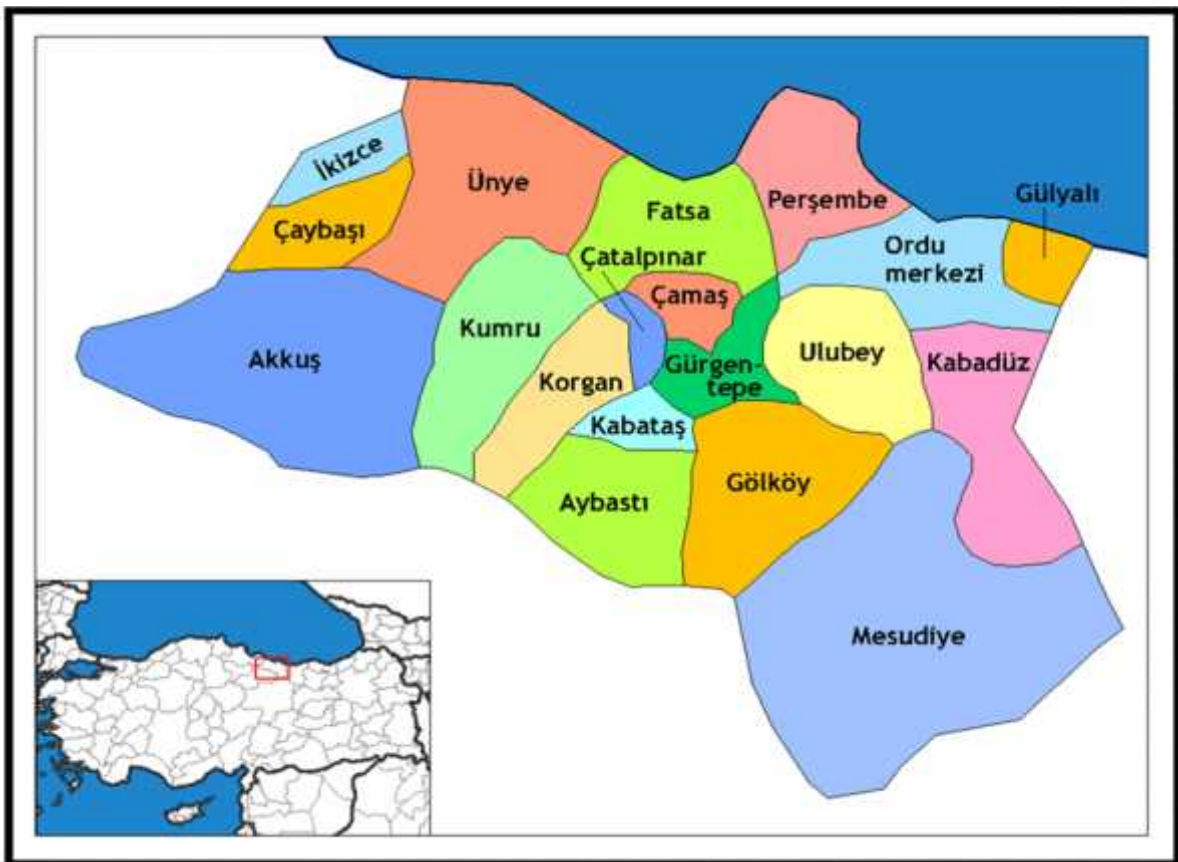 İkizce
Ünye
Çaybaşı
Fatsa
Perşembe
Gülyalı
Ordu
merkezi
Çatalpınar
Çamaş
Kumru
Akkuş
Korgan
Gürgen-
tepe
Ulubey
Kabadüz
Kabataş
Aybastı
Gölköy
Mesudiye